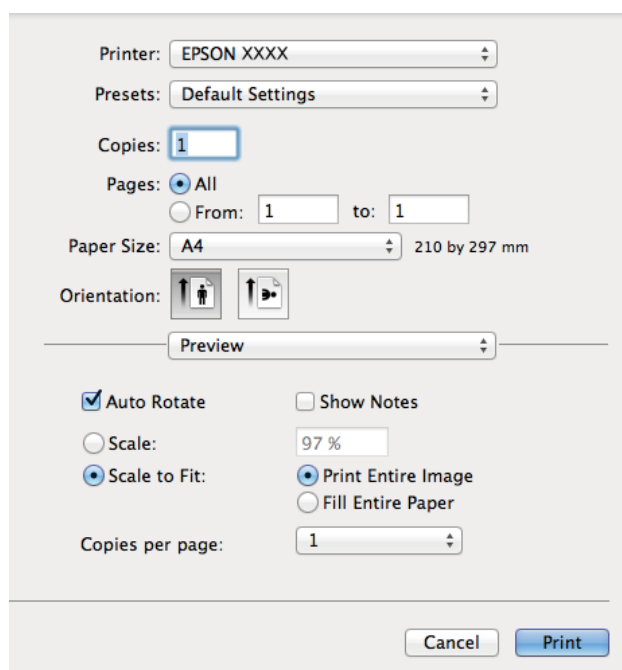 Printer: EPSON XXXX
Presets: Default Settings
Copies: 1
Pages: All
From: 1 to: 1
Paper Size: A4 210 by 297 mm
Orientation:
Preview
Auto Rotate Show Notes
Scale: 97 %
Scale to Fit: Print Entire Image
Fill Entire Paper
Copies per page: 1
Cancel Print